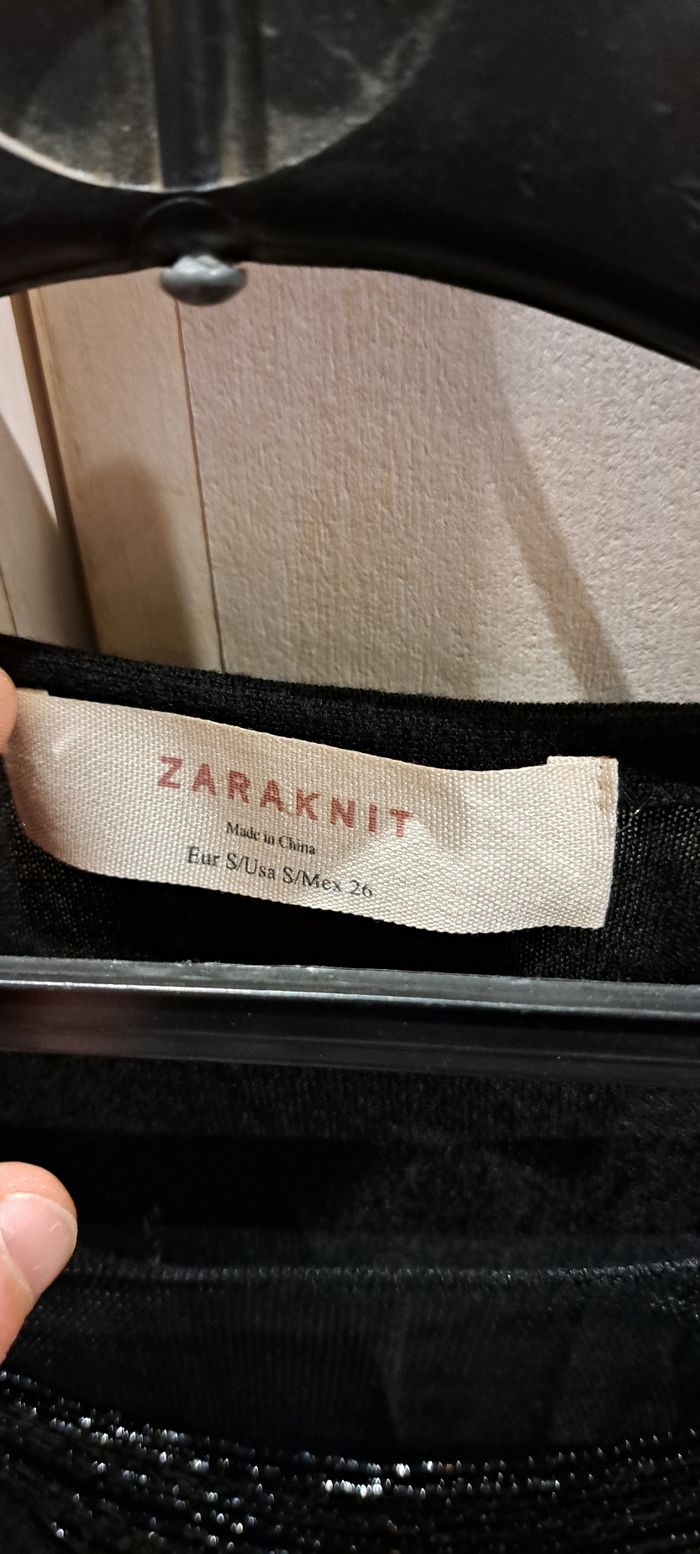 ZARAKNIT
Made in China
Eur S/Usa S/Mex 26